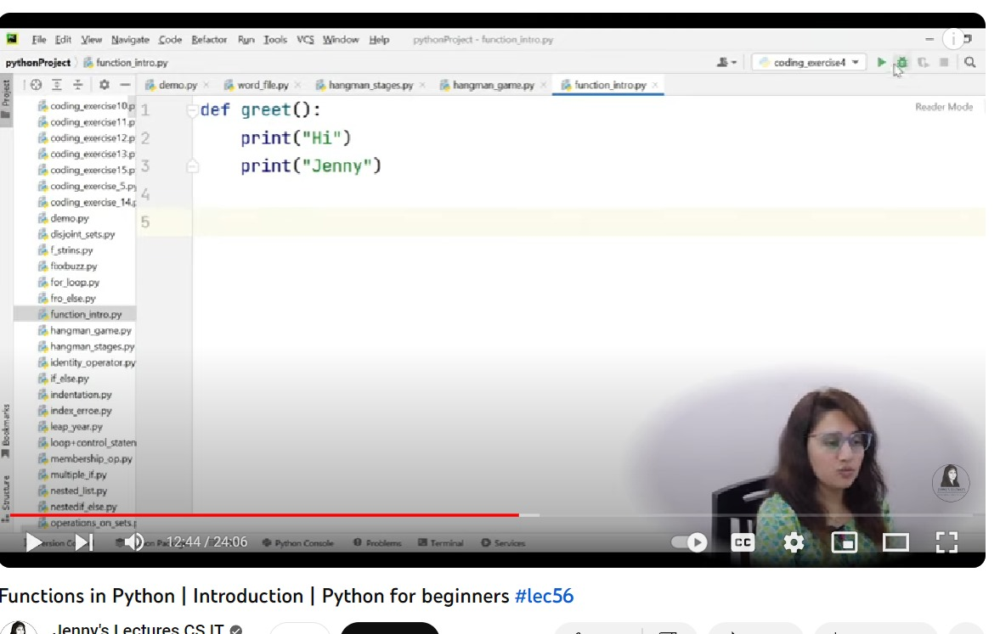 File Edit View Navigate Code Refactor Run Tools VCS Window Help pythonProject - function_intro.py
pythonProject function_intro.py coding_exercise4
Project demo.py word_file.py hangman_stages.py hangman_game.py function_intro.py
Reader Mode
coding_exercise10.p
coding_exercise11.p
coding_exercise12.p
coding_exercise13.p
coding_exercise15.p
coding_exercise_5.py
coding_exercise_14.p
demo.py
disjoint_sets.py
f_strins.py
fixxbuzz.py
for_loop.py
fro_else.py
function_intro.py
hangman_game.py
hangman_stages.py
identity_operator.py
if_else.py
indentation.py
index_erroe.py
leap_year.py
loop+control_staten
membership_op.py
multiple_if.py
nested_list.py
nestedif_else.py
operations_on_sets.p
1 def greet():
2 print("Hi")
3 print("Jenny")
4
5
Bookmarks
Structure
12:44 / 24:06 Python Console Problems Terminal Services
CC
Functions in Python | Introduction | Python for beginners #lec56
Jenny's Lectures CS IT